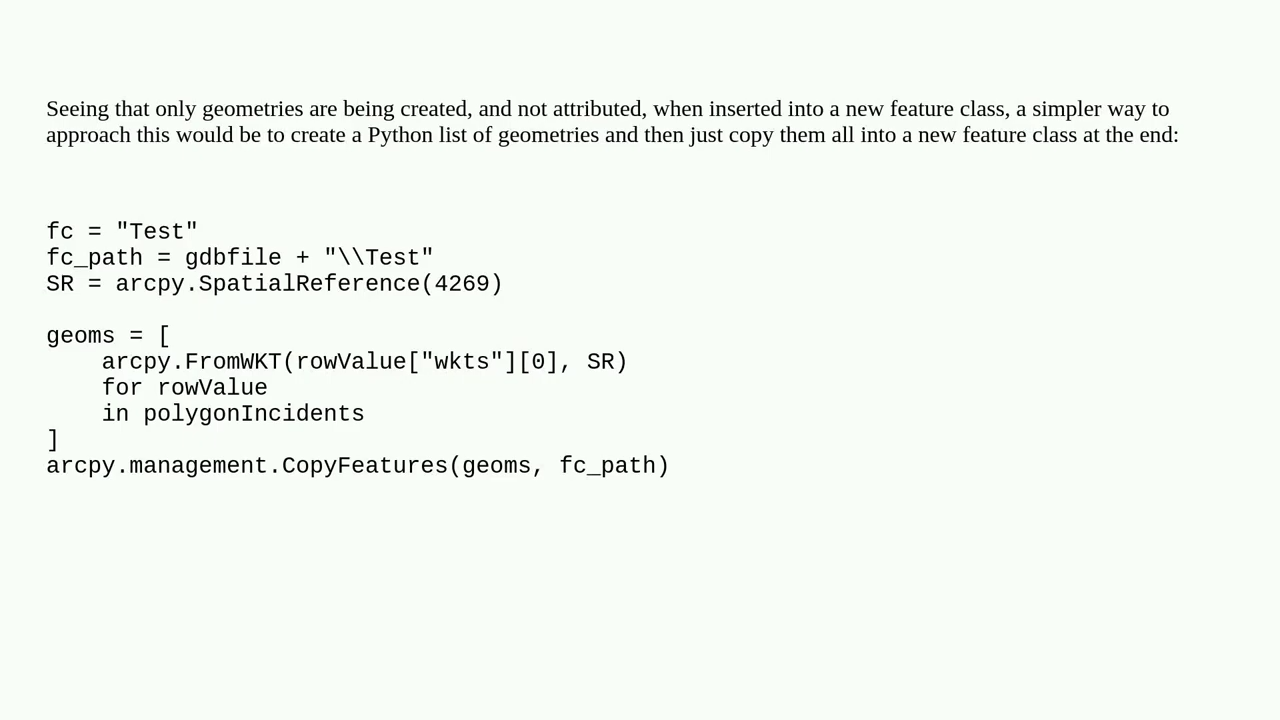 Seeing that only geometries are being created, and not attributed, when inserted into a new feature class, a simpler way to
approach this would be to create a Python list of geometries and then just copy them all into a new feature class at the end:
fc = "Test"
fc_path = gdbfile + "\\Test"
SR = arcpy.SpatialReference(4269)
geoms = [
    arcpy.FromWKT(rowValue["wkts"][0], SR)
    for rowValue
    in polygonIncidents
]
arcpy.management.CopyFeatures(geoms, fc_path)